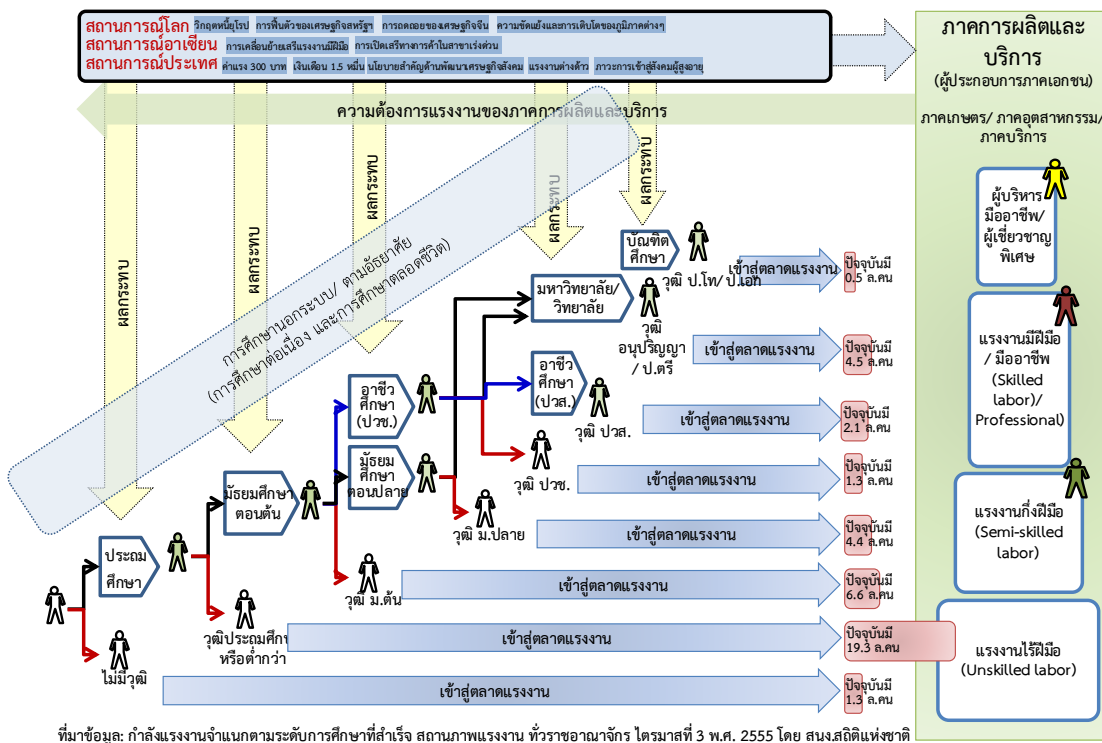 สถานการณ์โลก วิกฤตหนี้ยุโรป การฟื้นตัวของเศรษฐกิจสหรัฐฯ การถดถอยของเศรษฐกิจจีน ความขัดแย้งและการเติบโตของภูมิภาคต่างๆ
สถานการณ์อาเซียน การเคลื่อนย้ายเสรีแรงงานมีฝีมือ การเปิดเสรีทางการค้าในสาขาเร่งด่วน
สถานการณ์ประเทศ ค่าแรง 300 บาท เงินเดือน 1.5 หมื่น นโยบายสำคัญด้านพัฒนาเศรษฐกิจสังคม แรงงานต่างด้าว ภาวะการเข้าสู่สังคมผู้สูงอายุ
ความต้องการแรงงานของภาคการผลิตและบริการ
ภาคการผลิตและ
บริการ
(ผู้ประกอบการภาคเอกชน)
ภาคเกษตร/ ภาคอุตสาหกรรม/
ภาคบริการ
ผู้บริหาร
มืออาชีพ/
ผู้เชี่ยวชาญ
พิเศษ
แรงงานมีฝีมือ
/ มืออาชีพ
(Skilled
labor)/
Professional)
แรงงานกึ่งฝีมือ
(Semi-skilled
labor)
แรงงานไร้ฝีมือ
(Unskilled labor)
ผลกระทบ
ผลกระทบ
ผลกระทบ
ผลกระทบ
ผลกระทบ
การศึกษานอกระบบ/ ตามอัธยาศัย
(การศึกษาต่อเนื่อง และการศึกษาตลอดชีวิต)
บัณฑิต
ศึกษา
วุฒิ ป.โท/ ป.เอก
เข้าสู่ตลาดแรงงาน
ปัจจุบันมี
0.5 ล.คน
มหาวิทยาลัย/
วิทยาลัย
วุฒิ
อนุปริญญา
/ ป.ตรี
เข้าสู่ตลาดแรงงาน
ปัจจุบันมี
4.5 ล.คน
อาชีว
ศึกษา
(ปวส.)
วุฒิ ปวส.
เข้าสู่ตลาดแรงงาน
ปัจจุบันมี
2.1 ล.คน
อาชีว
ศึกษา
(ปวช.)
วุฒิ ปวช.
เข้าสู่ตลาดแรงงาน
ปัจจุบันมี
1.3 ล.คน
มัธยม
ศึกษา
ตอนปลาย
วุฒิ ม.ปลาย
เข้าสู่ตลาดแรงงาน
ปัจจุบันมี
4.4 ล.คน
มัธยมศึกษา
ตอนต้น
วุฒิ ม.ต้น
เข้าสู่ตลาดแรงงาน
ปัจจุบันมี
6.6 ล.คน
ประถม
ศึกษา
วุฒิประถมศึกษา
หรือต่ำกว่า
เข้าสู่ตลาดแรงงาน
ปัจจุบันมี
19.3 ล.คน
ไม่มีวุฒิ
เข้าสู่ตลาดแรงงาน
ปัจจุบันมี
1.3 ล.คน
ที่มาข้อมูล: กำลังแรงงานจำแนกตามระดับการศึกษาที่สำเร็จ สถานภาพแรงงาน ทั่วราชอาณาจักร ไตรมาสที่ 3 พ.ศ. 2555 โดย สนง.สถิติแห่งชาติ